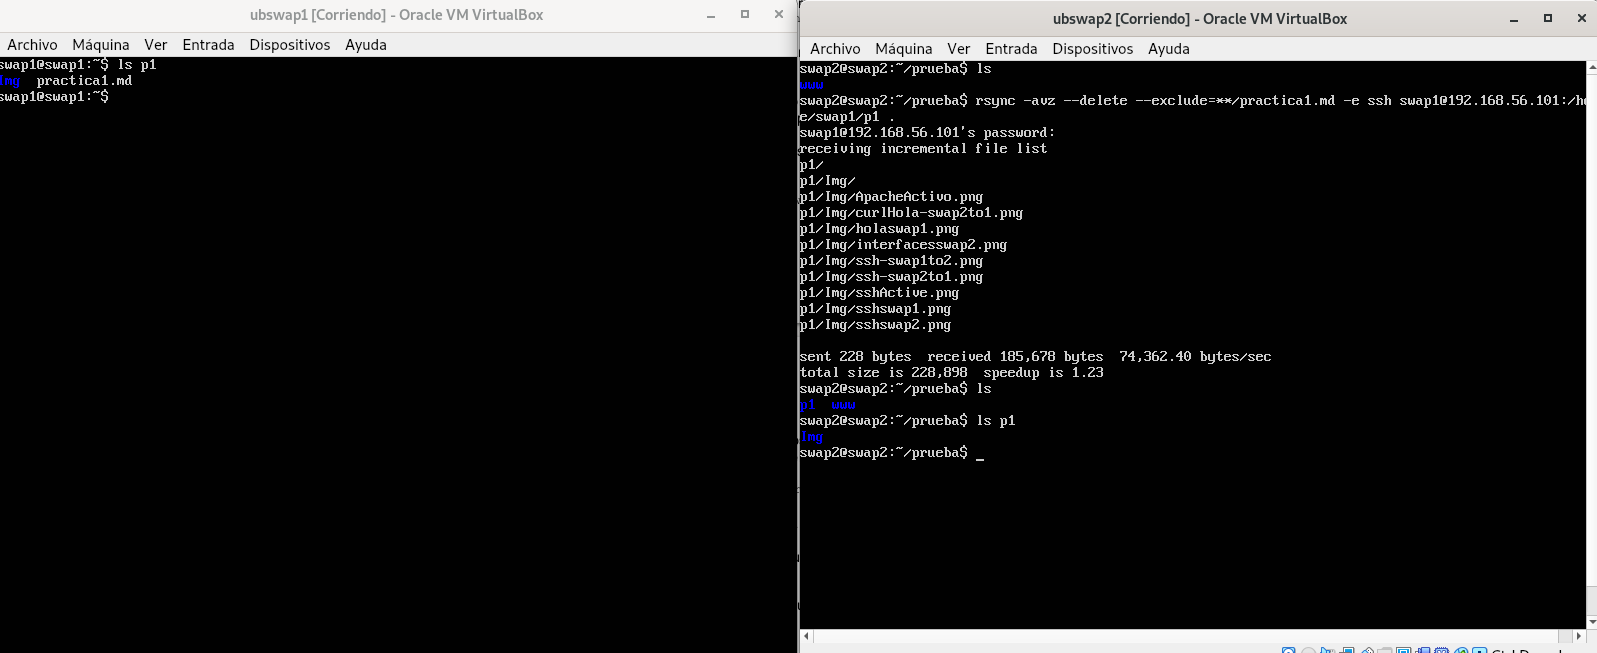 ubswap1 [Corriendo] - Oracle VM VirtualBox
Archivo Máquina Ver Entrada Dispositivos Ayuda
swap1@swap1:~$ ls p1
Img practica1.md
swap1@swap1:~$
ubswap2 [Corriendo] - Oracle VM VirtualBox
Archivo Máquina Ver Entrada Dispositivos Ayuda
swap2@swap2:~/prueba$ ls
swap2@swap2:~/prueba$ rsync -avz --delete --exclude=**/practica1.md -e ssh swap1@192.168.56.101:/ho
e/swap1/p1 .
swap1@192.168.56.101's password:
receiving incremental file list
p1/
p1/Img/
p1/Img/ApacheActivo.png
p1/Img/curlHola-swap2to1.png
p1/Img/holaswap1.png
p1/Img/interfacesswap2.png
p1/Img/ssh-swap1to2.png
p1/Img/ssh-swap2to1.png
p1/Img/sshActive.png
p1/Img/sshswap1.png
p1/Img/sshswap2.png
sent 228 bytes received 185,678 bytes 74,362.40 bytes/sec
total size is 228,898 speedup is 1.23
swap2@swap2:~/prueba$ ls
p1
swap2@swap2:~/prueba$ ls p1
Img
swap2@swap2:~/prueba$ _